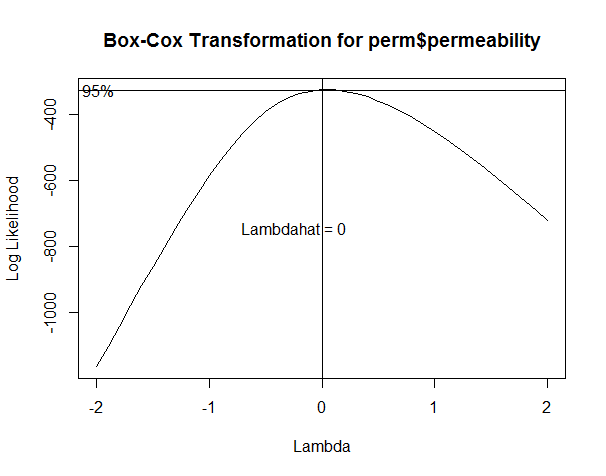 Box-Cox Transformation for perm$permeability
95%
-400
-600
-800
-1000
Log Likelihood
Lambdahat = 0
-2
-1
0
1
2
Lambda